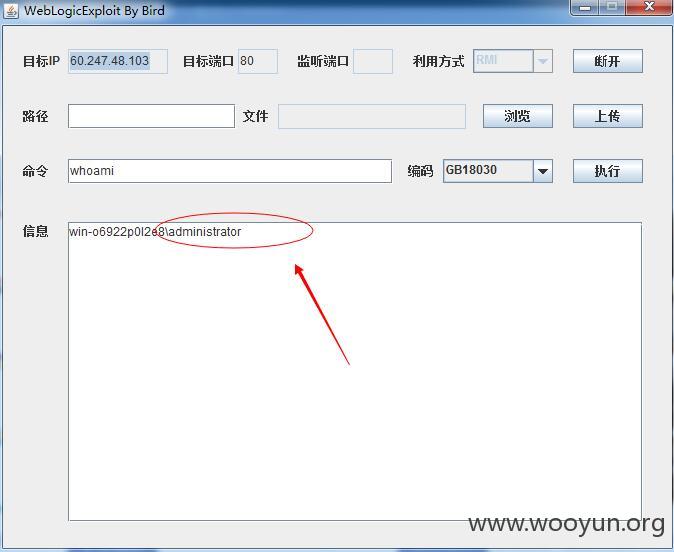 WebLogicExploit By Bird
目标IP 60.247.48.103 目标端口 80 监听端口 利用方式 RMI 断开
路径 文件 浏览 上传
命令 whoami 编码 GB18030 执行
信息 win-o6922p0l2e8\administrator
www.wooyun.org